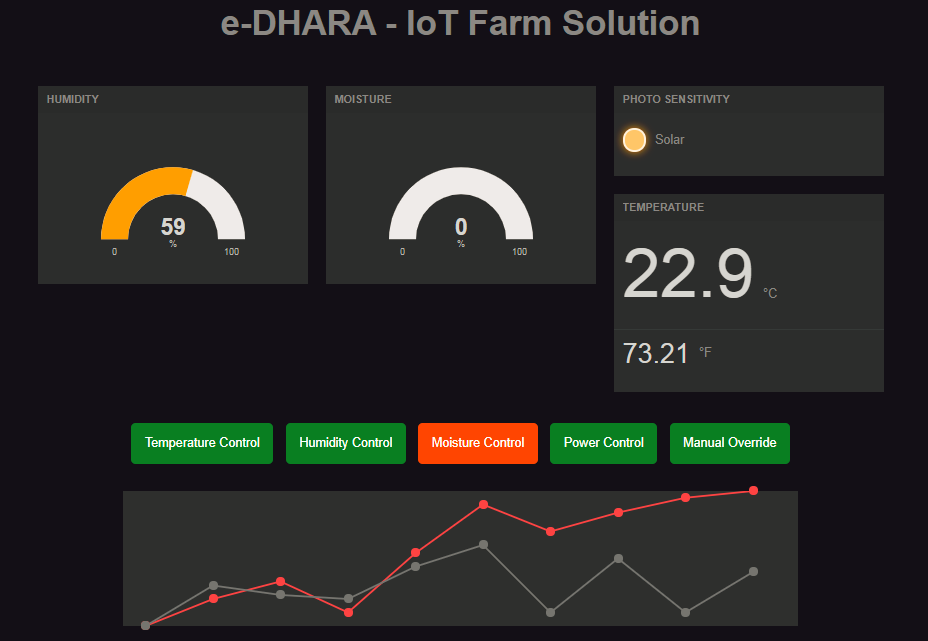 e-DHARA - IoT Farm Solution
HUMIDITY
59
%
0
100
MOISTURE
0
%
0
100
PHOTO SENSITIVITY
Solar
TEMPERATURE
22.9 °C
73.21 °F
Temperature Control
Humidity Control
Moisture Control
Power Control
Manual Override